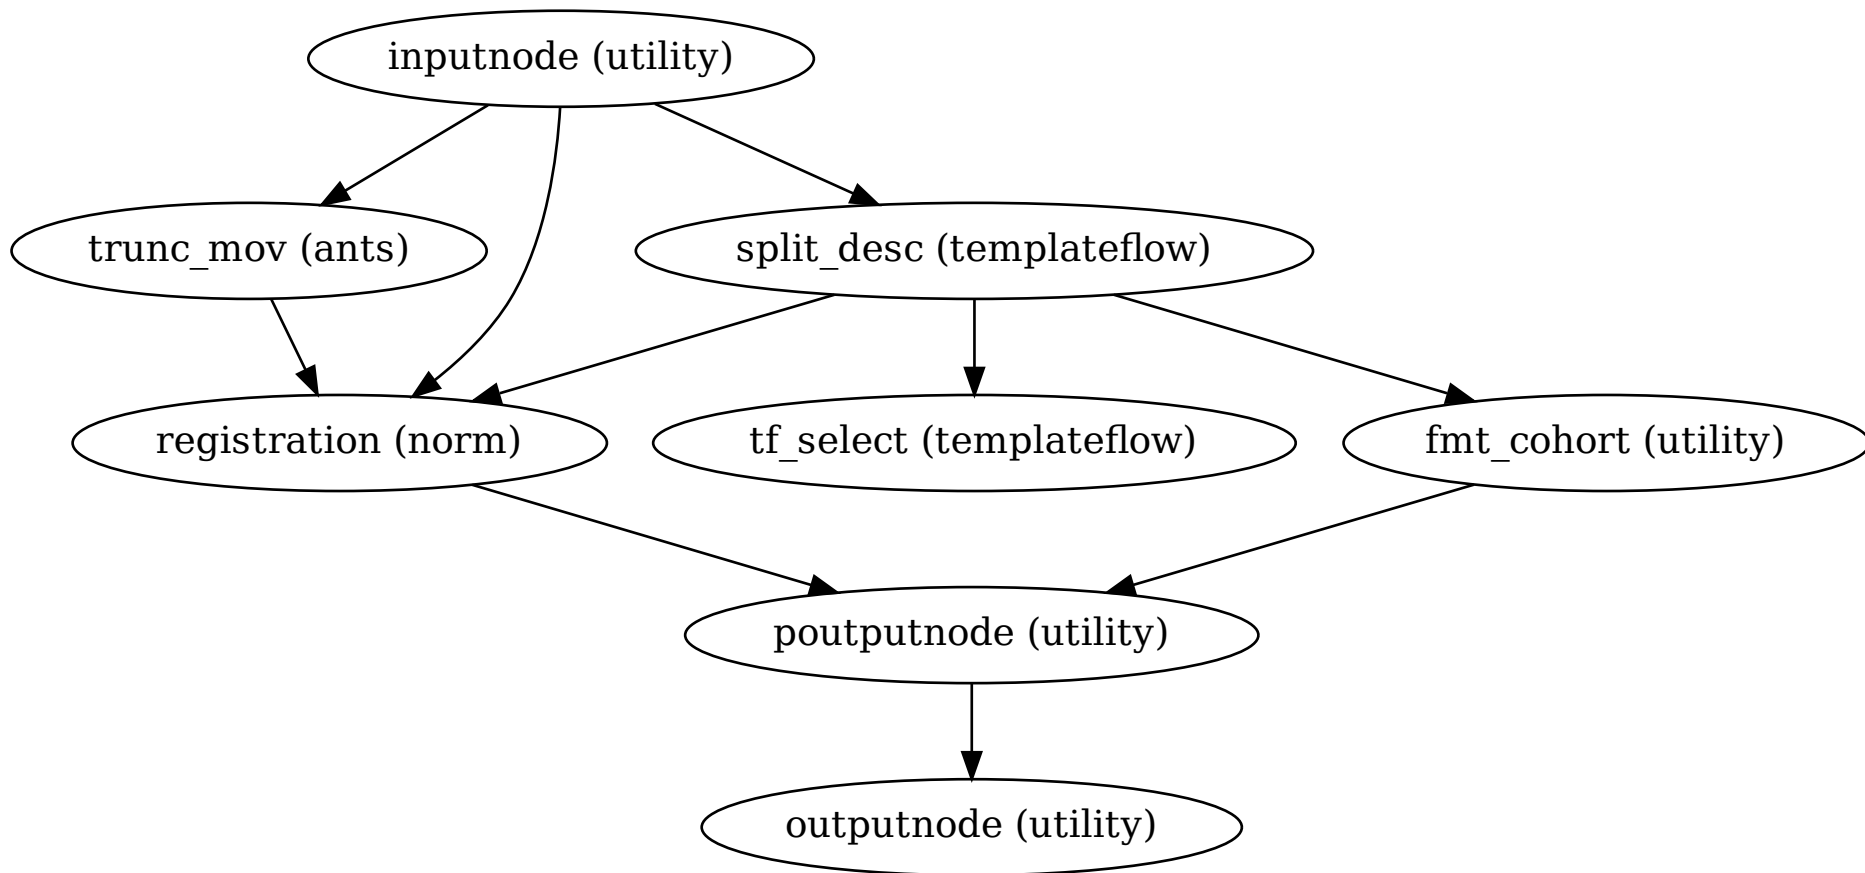 inputnode (utility)
trunc_mov (ants)
split_desc (templateflow)
registration (norm)
tf_select (templateflow)
fmt_cohort (utility)
poutputnode (utility)
outputnode (utility)